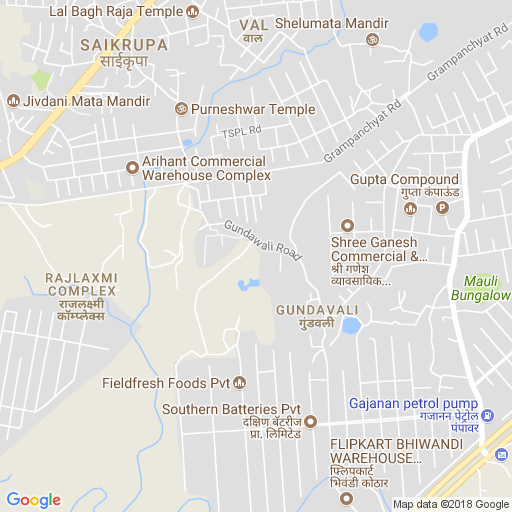 Lal Bagh Raja Temple
VAL
वाल
Shelumata Mandir
SAIKRUPA
साईकृपा
Jivdani Mata Mandir
Purneshwar Temple
Grampanchyat Rd
TSPL Rd
Grampanchyat Rd
Arihant Commercial
Warehouse Complex
Gupta Compound
गुप्ता कंपाऊंड
Gundawali Road
Shree Ganesh
Commercial &...
श्री गणेश
व्यावसायिक...
RAJLAXMI
COMPLEX
राजलक्ष्मी
कॉम्प्लेक्स
Mauli
Bungalow
GUNDAVALI
गुंडवली
Fieldfresh Foods Pvt
Southern Batteries Pvt
दक्षिण बॅटरीज
प्रा. लिमिटेड
Gajanan petrol pump
गजानन पेट्रोल
पंपावर
FLIPKART BHIWANDI
WAREHOUSE...
फ्लिपकार्ट
भिवंडी कोठार
Google
Map data ©2018 Google